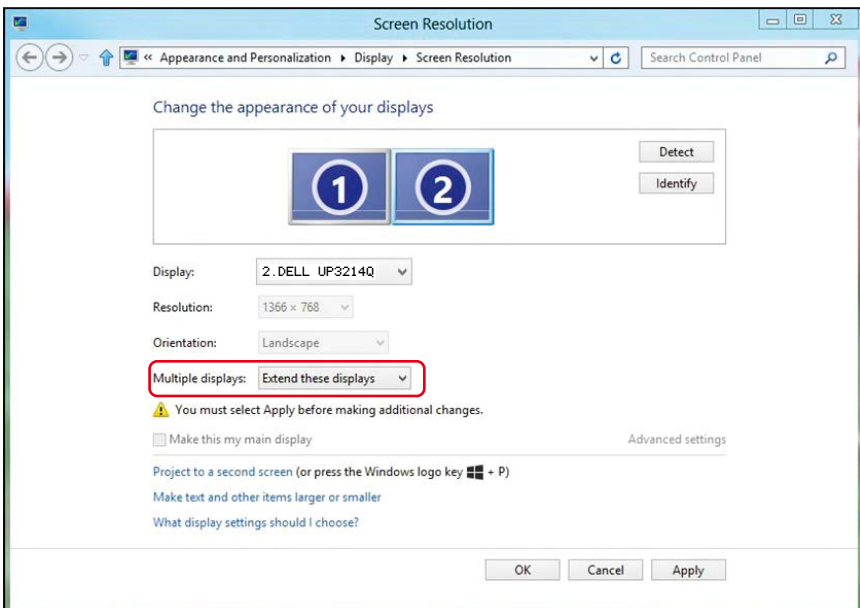 Screen Resolution
« Appearance and Personalization ▸ Display ▸ Screen Resolution
Search Control Panel
Change the appearance of your displays
1 2
Detect
Identify
Display: 2.DELL UP3214Q
Resolution: 1366 × 768
Orientation: Landscape
Multiple displays: Extend these displays
You must select Apply before making additional changes.
Make this my main display Advanced settings
Project to a second screen (or press the Windows logo key + P)
Make text and other items larger or smaller
What display settings should I choose?
OK Cancel Apply